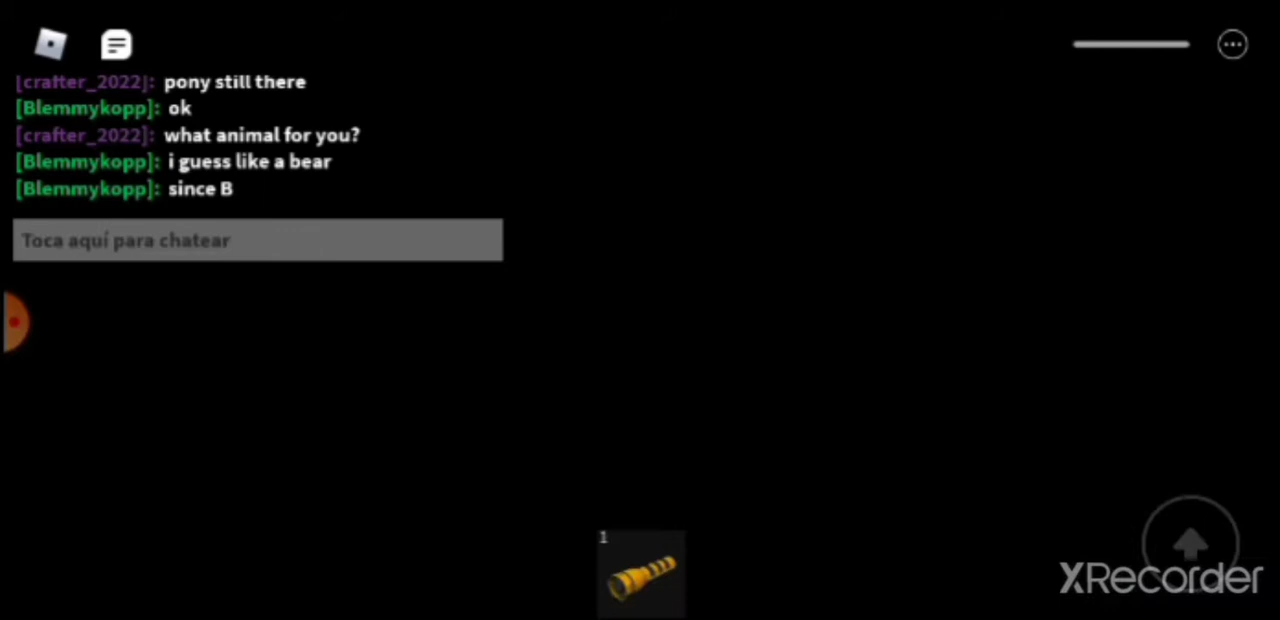 [crafter_2022]: pony still there
[Blemmykopp]: ok
[crafter_2022]: what animal for you?
[Blemmykopp]: i guess like a bear
[Blemmykopp]: since B
Toca aquí para chatear
1
XRecorder